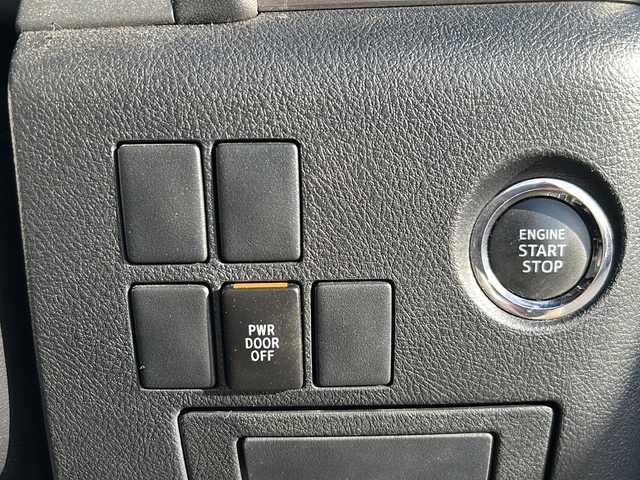 ENGINE
START
STOP
PWR
DOOR
OFF